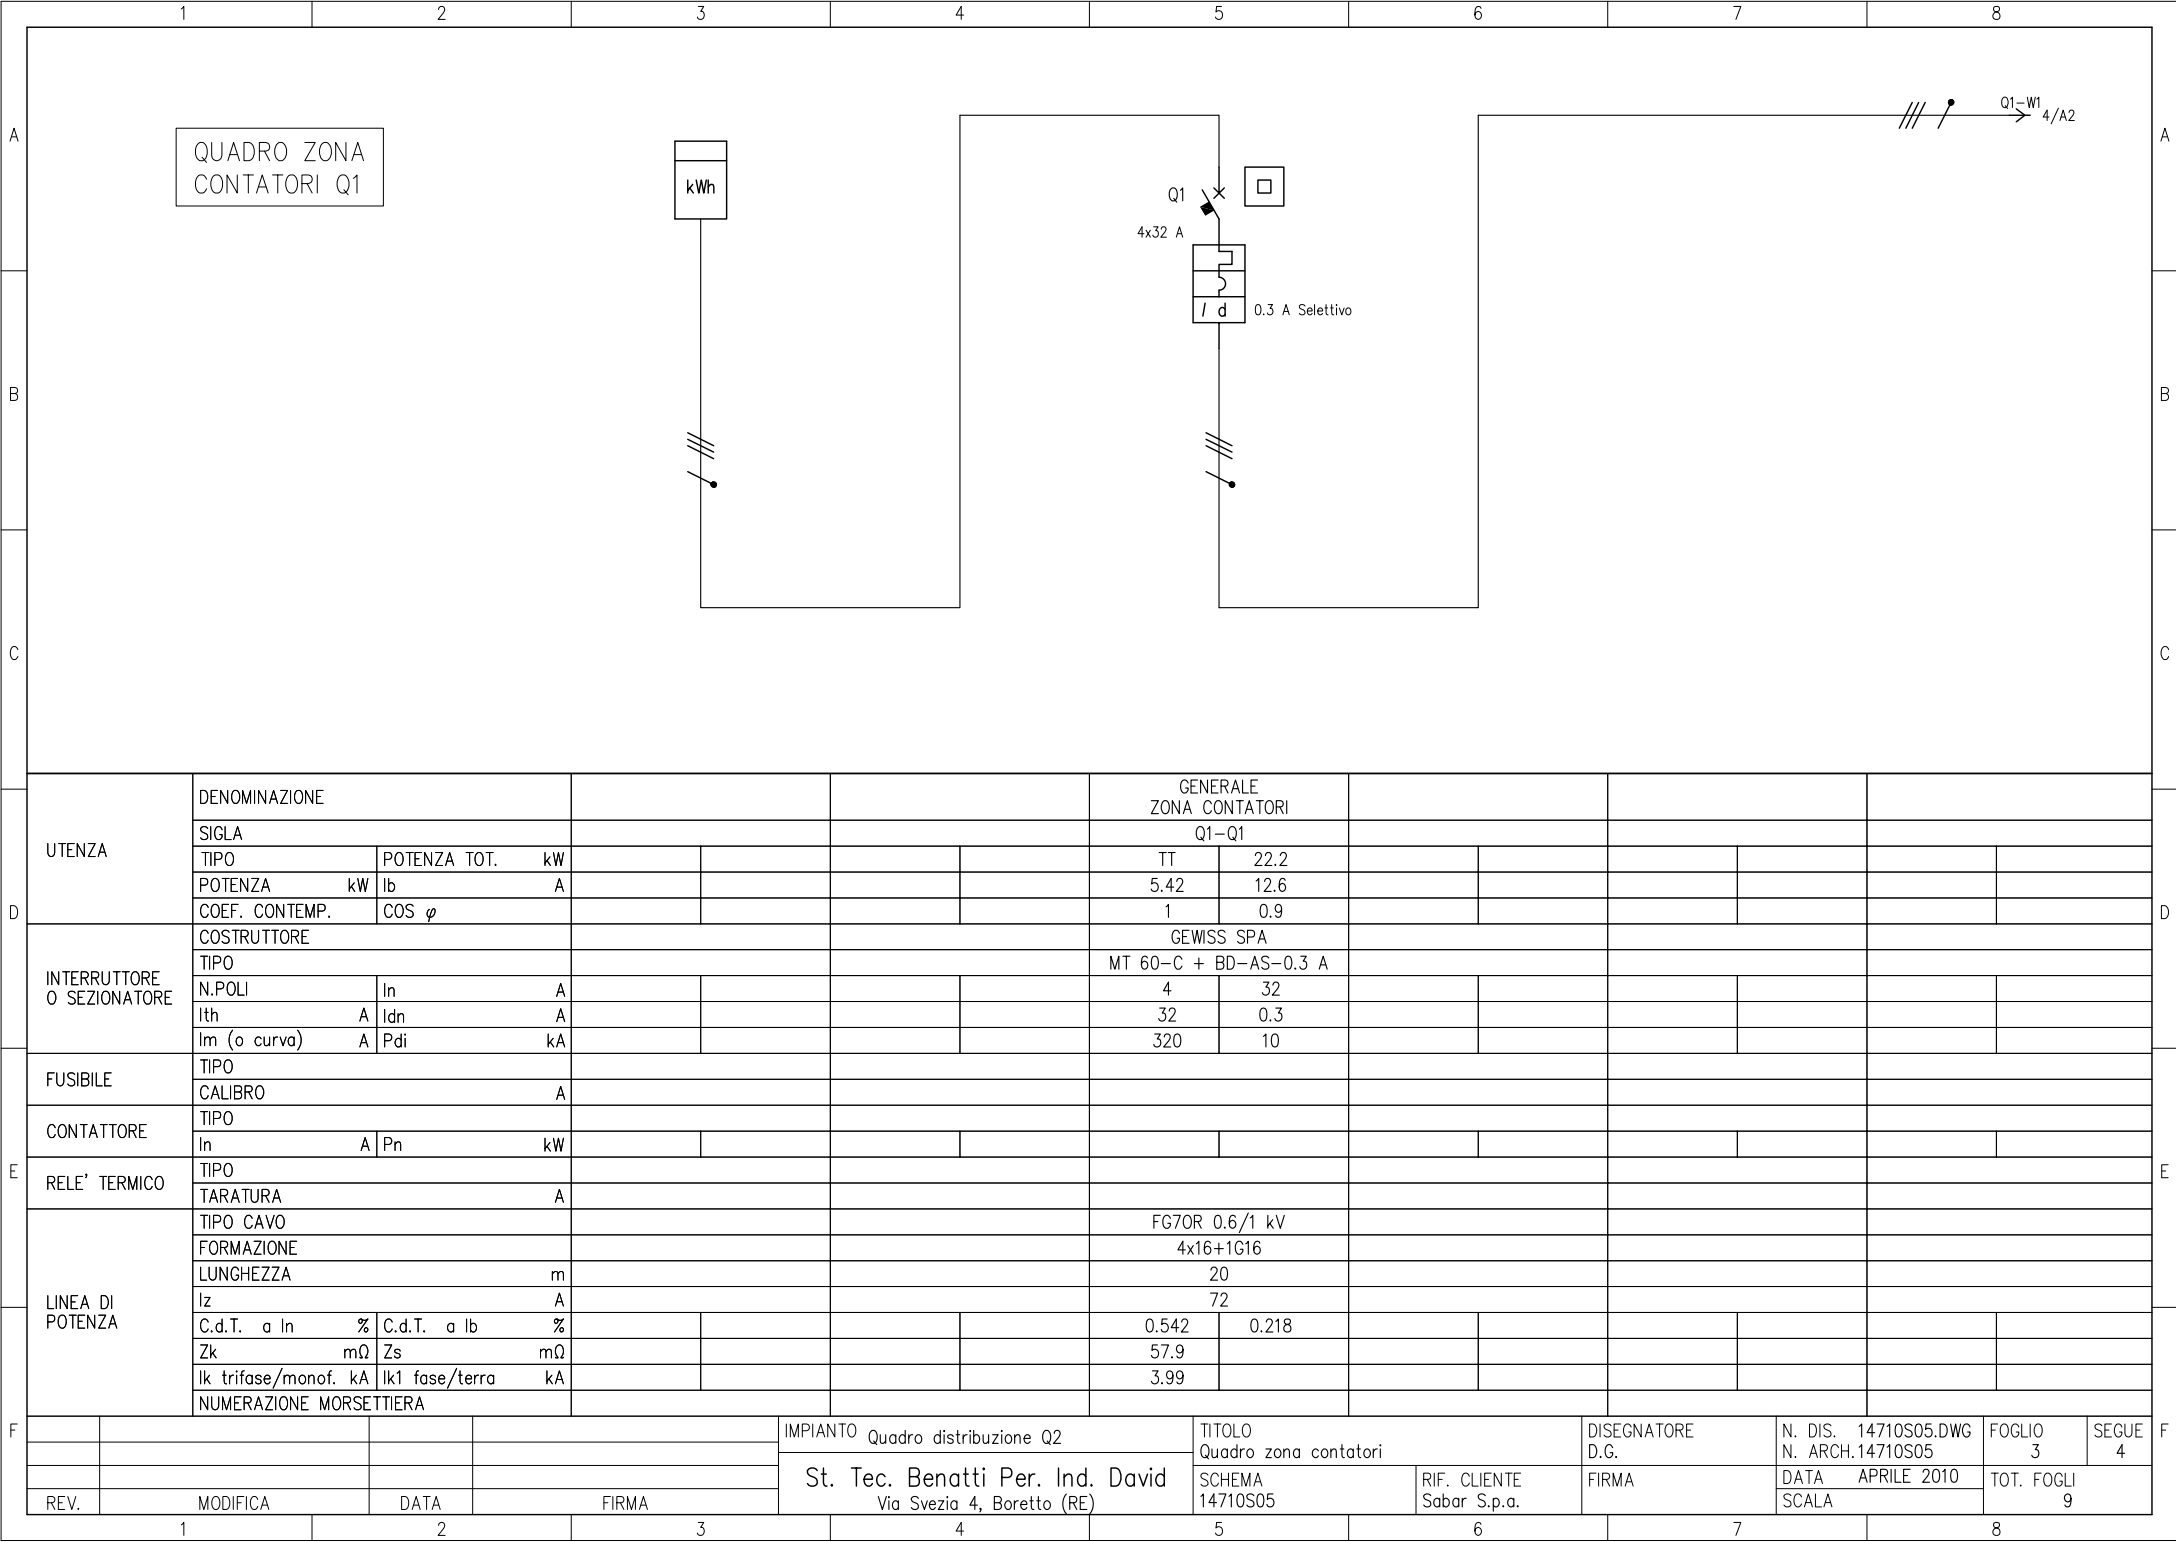 1 2 3 4 5 6 7 8
A A
QUADRO ZONA
CONTATORI Q1
kWh
Q1
4x32 A
I d
0.3 A Selettivo
Q1-W1
4/A2
B B
C C
D D
E E
F F
UTENZA
DENOMINAZIONE
GENERALE
ZONA CONTATORI
SIGLA Q1-Q1
TIPO POTENZA TOT. kW TT 22.2
POTENZA kW Ib A 5.42 12.6
COEF. CONTEMP. COS φ 1 0.9
INTERRUTTORE
O SEZIONATORE
COSTRUTTORE GEWISS SPA
TIPO MT 60-C + BD-AS-0.3 A
N.POLI In A 4 32
Ith A Idn A 32 0.3
Im (o curva) A Pdi kA 320 10
FUSIBILE
TIPO
CALIBRO A
CONTATTORE
TIPO
In A Pn kW
RELE' TERMICO
TIPO
TARATURA A
LINEA DI
POTENZA
TIPO CAVO FG7OR 0.6/1 kV
FORMAZIONE 4x16+1G16
LUNGHEZZA m 20
Iz A 72
C.d.T. a In % C.d.T. a Ib % 0.542 0.218
Zk mΩ Zs mΩ 57.9
Ik trifase/monof. kA Ik1 fase/terra kA 3.99
NUMERAZIONE MORSETTIERA
REV. MODIFICA DATA FIRMA
IMPIANTO Quadro distribuzione Q2
St. Tec. Benatti Per. Ind. David
Via Svezia 4, Boretto (RE)
TITOLO
Quadro zona contatori
SCHEMA
14710S05
RIF. CLIENTE
Sabar S.p.a.
DISEGNATORE
D.G.
FIRMA
N. DIS. 14710S05.DWG
N. ARCH.14710S05
DATA APRILE 2010
SCALA
FOGLIO
3
SEGUE
4
TOT. FOGLI
9
1 2 3 4 5 6 7 8